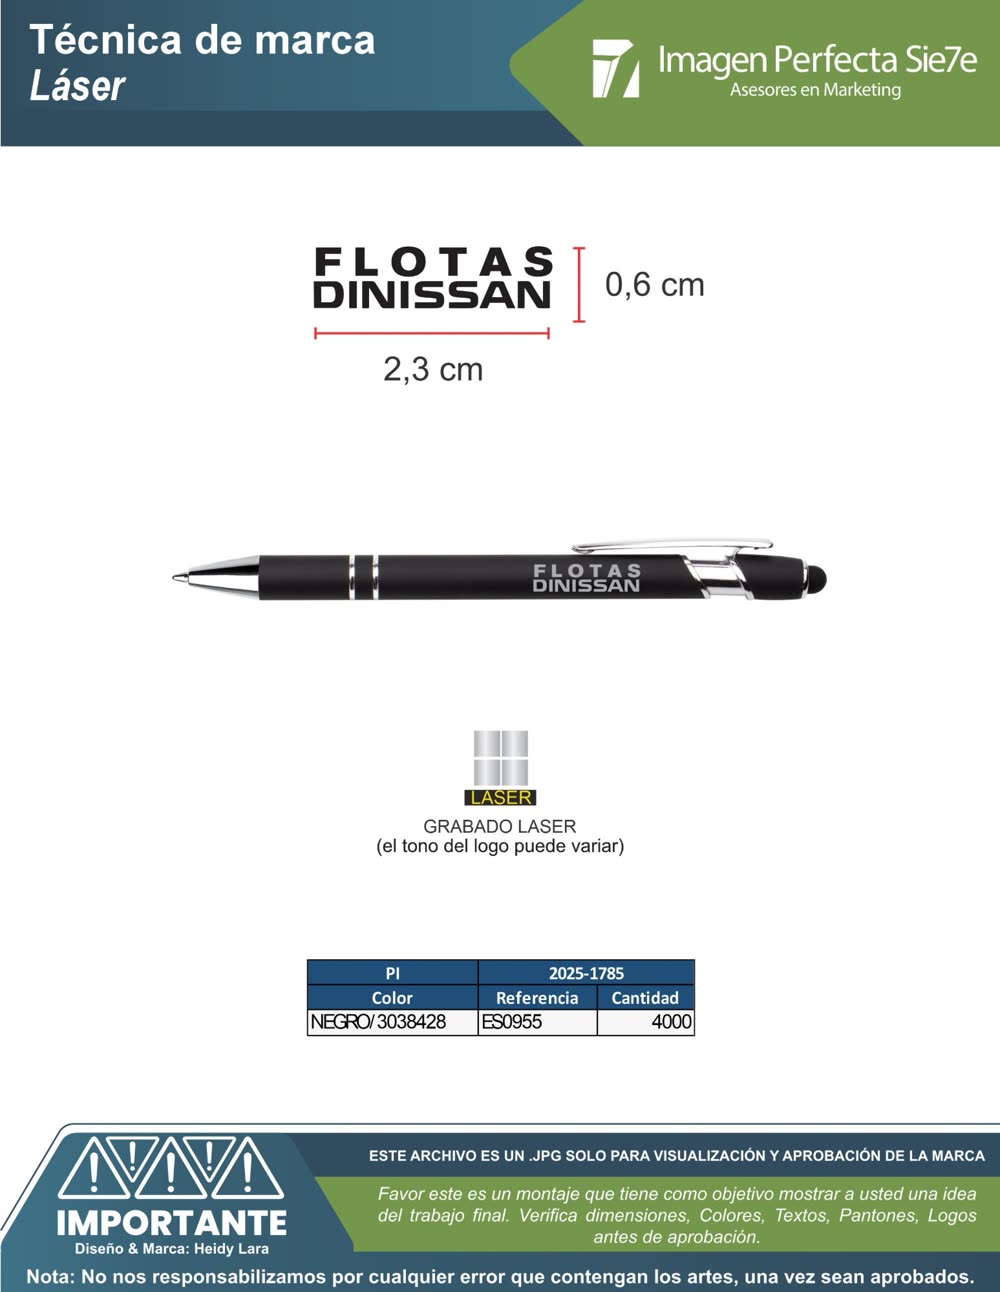 Técnica de marca
Láser
Imagen Perfecta Sie7e
Asesores en Marketing
FLOTAS
DINISSAN
0,6 cm
2,3 cm
FLOTAS
DINISSAN
LASER
GRABADO LASER
(el tono del logo puede variar)
PI 2025-1785
Color Referencia Cantidad
NEGRO/3038428 ES0955 4000
IMPORTANTE
Diseño & Marca: Heidy Lara
ESTE ARCHIVO ES UN .JPG SOLO PARA VISUALIZACIÓN Y APROBACIÓN DE LA MARCA
Favor este es un montaje que tiene como objetivo mostrar a usted una idea
del trabajo final. Verifica dimensiones, Colores, Textos, Pantones, Logos
antes de aprobación.
Nota: No nos responsabilizamos por cualquier error que contengan los artes, una vez sean aprobados.